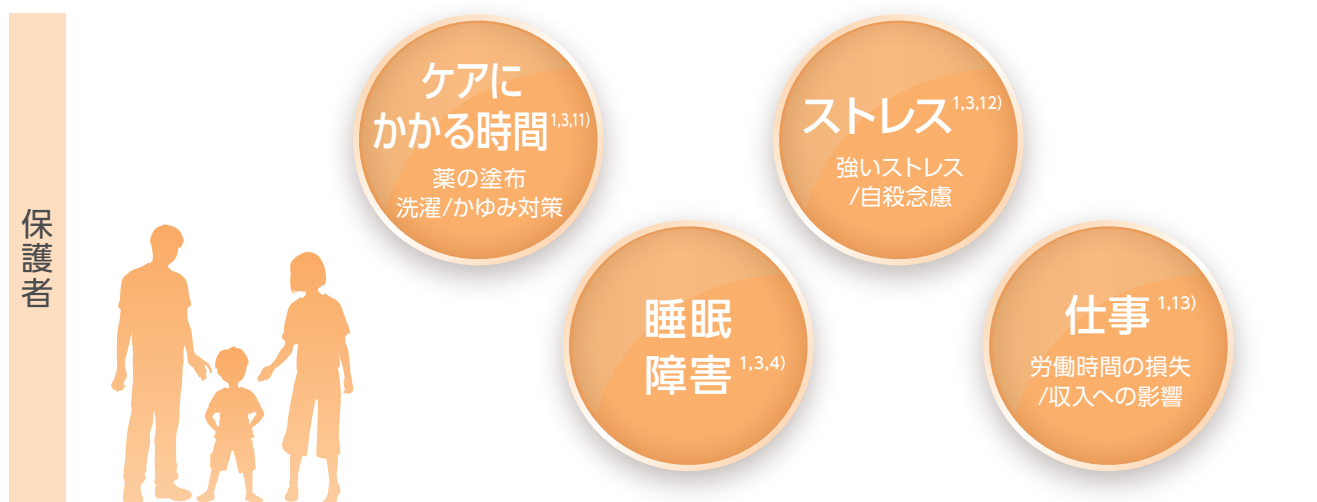 保護者
ケアに
かかる時間1,3,11)
薬の塗布
洗濯/かゆみ対策
睡眠
障害1,3,4)
ストレス1,3,12)
強いストレス
/自殺念慮
仕事1,13)
労働時間の損失
/収入への影響